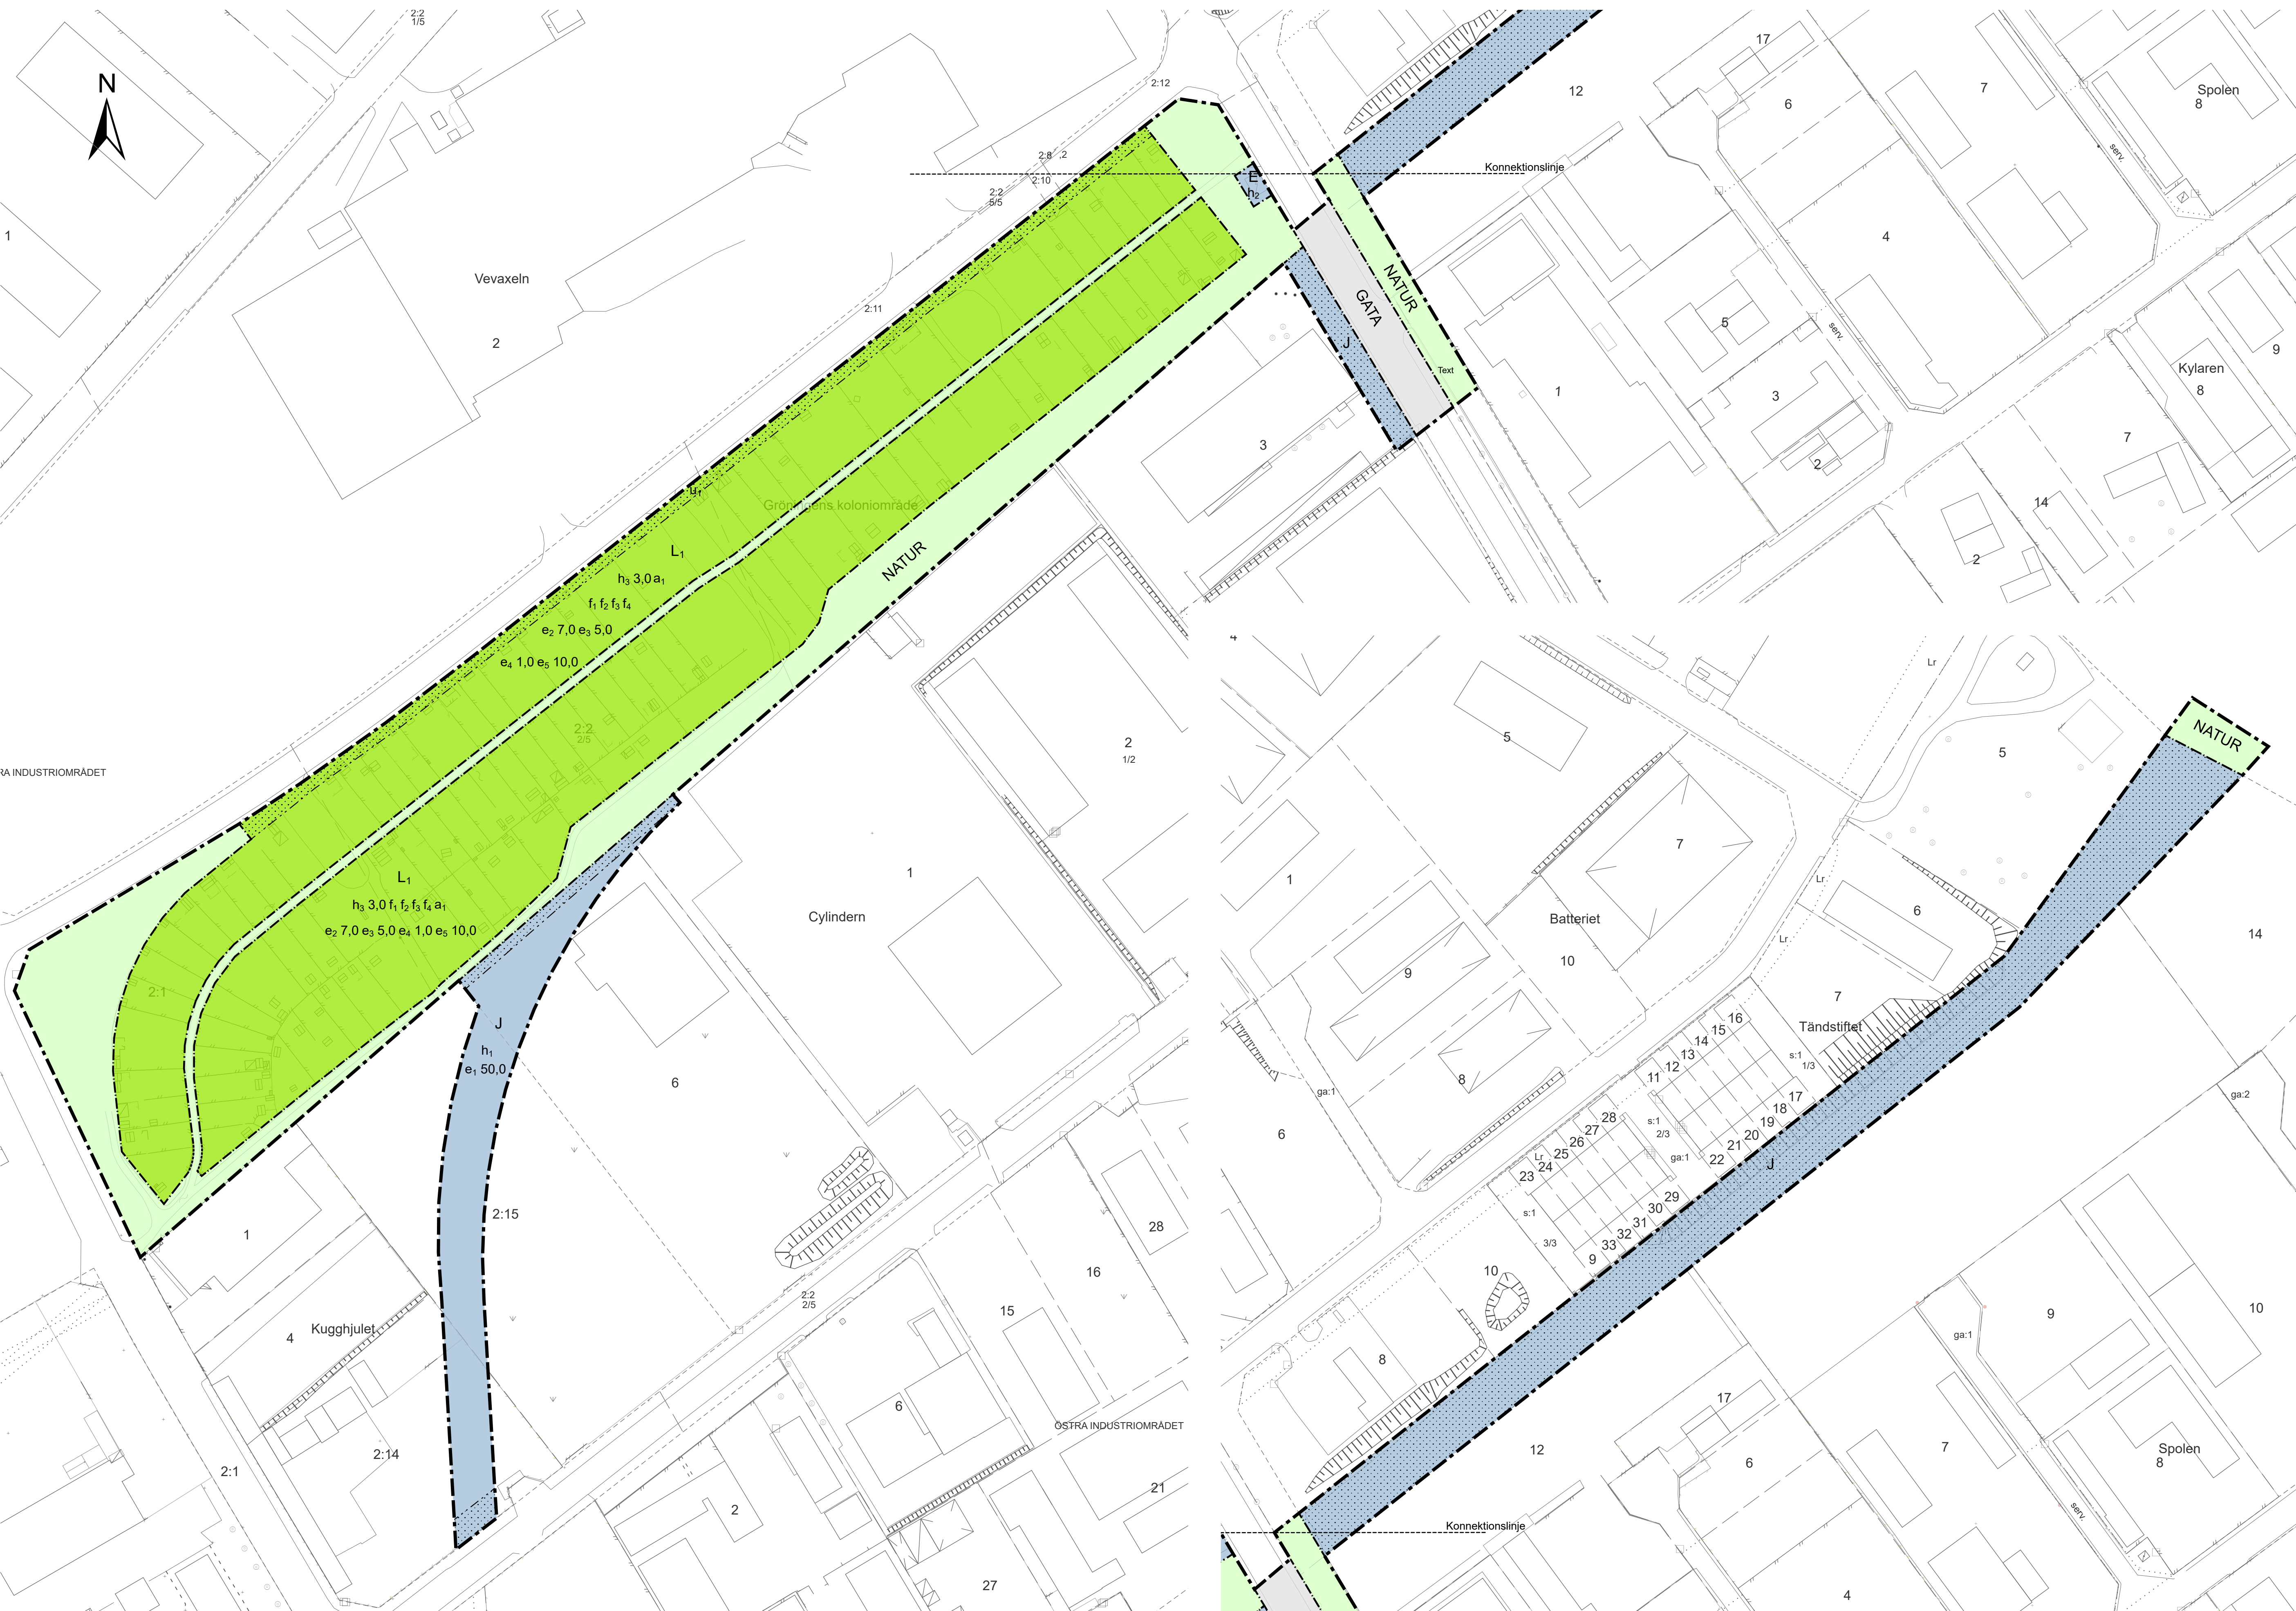 2:2
1/5
N
1
Vevaxeln
2
2:12
2:8 ,2
2:10
2:2
5/5
2:11
E
h2
Konnektionslinje
12
17
6
7
Spolen
8
serv.
4
5
serv.
3
2
1
Kylaren
8
9
7
14
2
NATUR
GATA
J
Text
3
u1
Gröningens koloniområde
L1
h3 3,0 a1
f1 f2 f3 f4
e2 7,0 e3 5,0
e4 1,0 e5 10,0
NATUR
2:2
2/5
RA INDUSTRIOMRÅDET
L1
h3 3,0 f1 f2 f3 f4 a1
e2 7,0 e3 5,0 e4 1,0 e5 10,0
2:1
J
h1
e1 50,0
2
1/2
1
Cylindern
6
2:15
1
4
Kugghjulet
2:14
2:1
2:2
2/5
28
16
15
6
ÖSTRA INDUSTRIOMRÅDET
21
2
27
4
Lr
5
5
NATUR
7
1
Lr
6
Batteriet
14
Lr
10
9
7
Tändstiftet
16
15
14
13
12
11
s:1
1/3
8
ga:1
6
17
18
19
20
21
22
s:1
2/3
ga:1
J
28
27
26
25
Lr
24
23
s:1
29
30
31
32
33
9
3/3
10
8
ga:2
ga:1
9
10
17
12
6
7
Spolen
8
serv.
Konnektionslinje
4